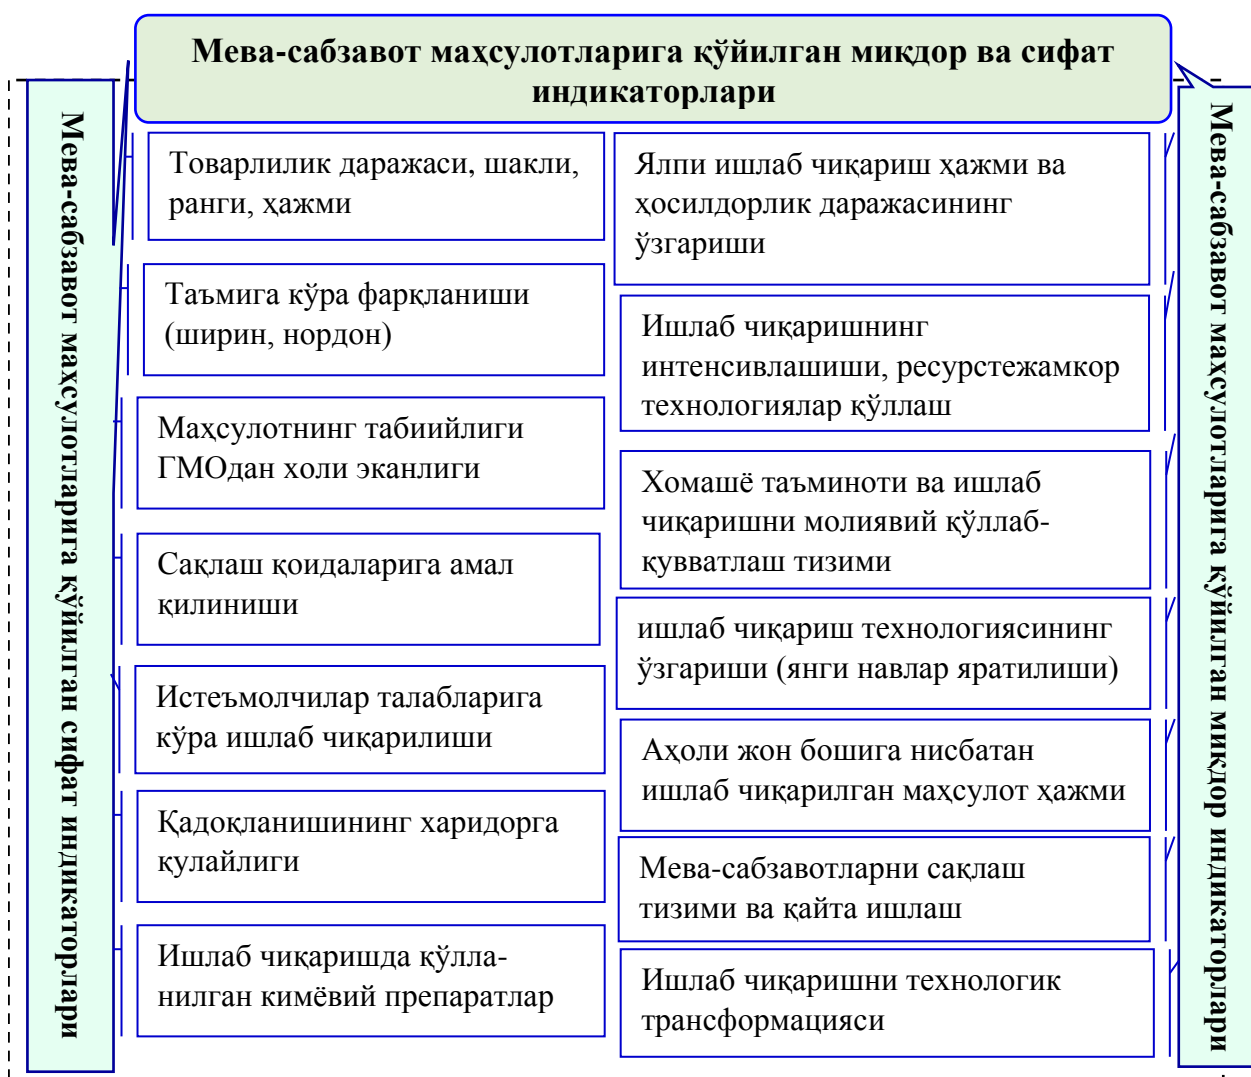 Мева-сабзавот маҳсулотларига қўйилган миқдор ва сифат
индикаторлари
Мева-сабзавот маҳсулотларига қўйилган сифат индикаторлари
Товарлилик даражаси, шакли,
ранги, ҳажми
Таъмига кўра фарқланиши
(ширин, нордон)
Маҳсулотнинг табиийлиги
ГМОдан холи эканлиги
Сақлаш қоидаларига амал
қилиниши
Истеъмолчилар талабларига
кўра ишлаб чиқарилиши
Қадоқланишининг харидорга
қулайлиги
Ишлаб чиқаришда қўлла-
нилган кимёвий препаратлар
Ялпи ишлаб чиқариш ҳажми ва
ҳосилдорлик даражасининг
ўзгариши
Ишлаб чиқаришнинг
интенсивлашиши, ресурстежамкор
технологиялар қўллаш
Хомашё таъминоти ва ишлаб
чиқаришни молиявий қўллаб-
қувватлаш тизими
ишлаб чиқариш технологиясининг
ўзгариши (янги навлар яратилиши)
Аҳоли жон бошига нисбатан
ишлаб чиқарилган маҳсулот ҳажми
Мева-сабзавотларни сақлаш
тизими ва қайта ишлаш
Ишлаб чиқаришни технологик
трансформацияси
Мева-сабзавот маҳсулотларига қўйилган миқдор индикаторлари